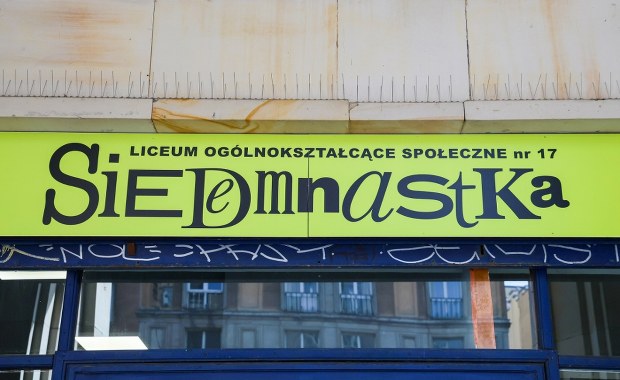 LICEUM OGÓLNOKSZTAŁCĄCE SPOŁECZNE nr 17
SiEDemnastKa